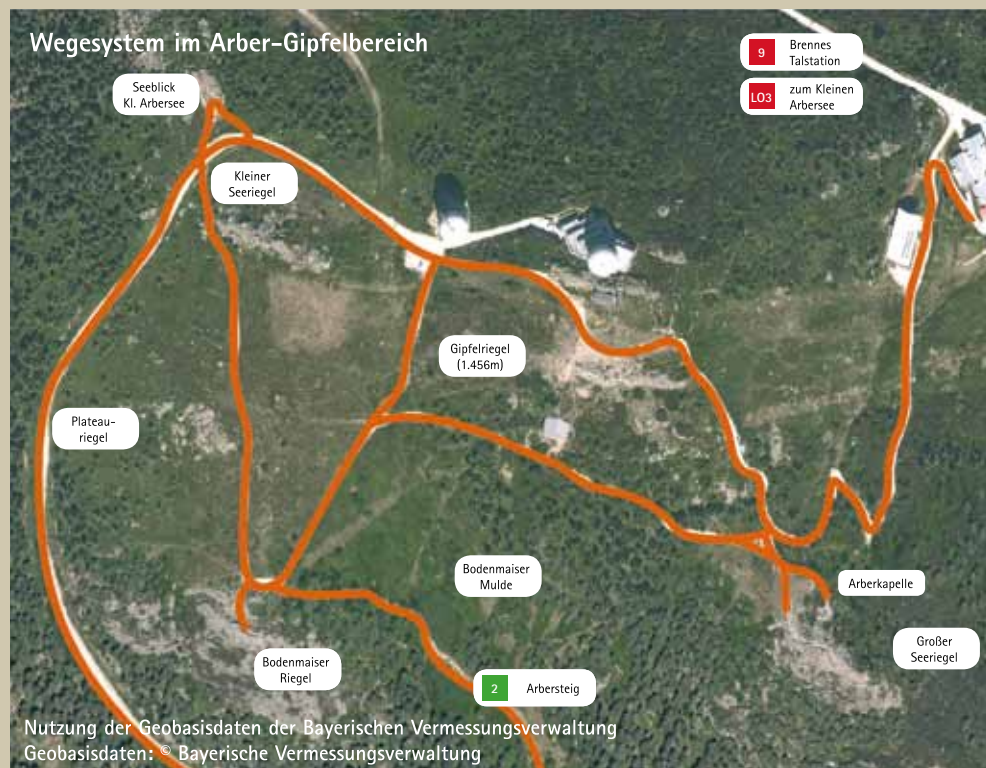 Wegesystem im Arber-Gipfelbereich
9
Brennes
Talstation
LO3
zum Kleinen
Arbersee
Seeblick
Kl. Arbersee
Kleiner
Seeriegel
Gipfelriegel
(1.456m)
Plateau-
riegel
Bodenmaiser
Mulde
Arberkapelle
Großer
Seeriegel
Bodenmaiser
Riegel
2
Arbersteig
Nutzung der Geobasisdaten der Bayerischen Vermessungsverwaltung
Geobasisdaten: © Bayerische Vermessungsverwaltung